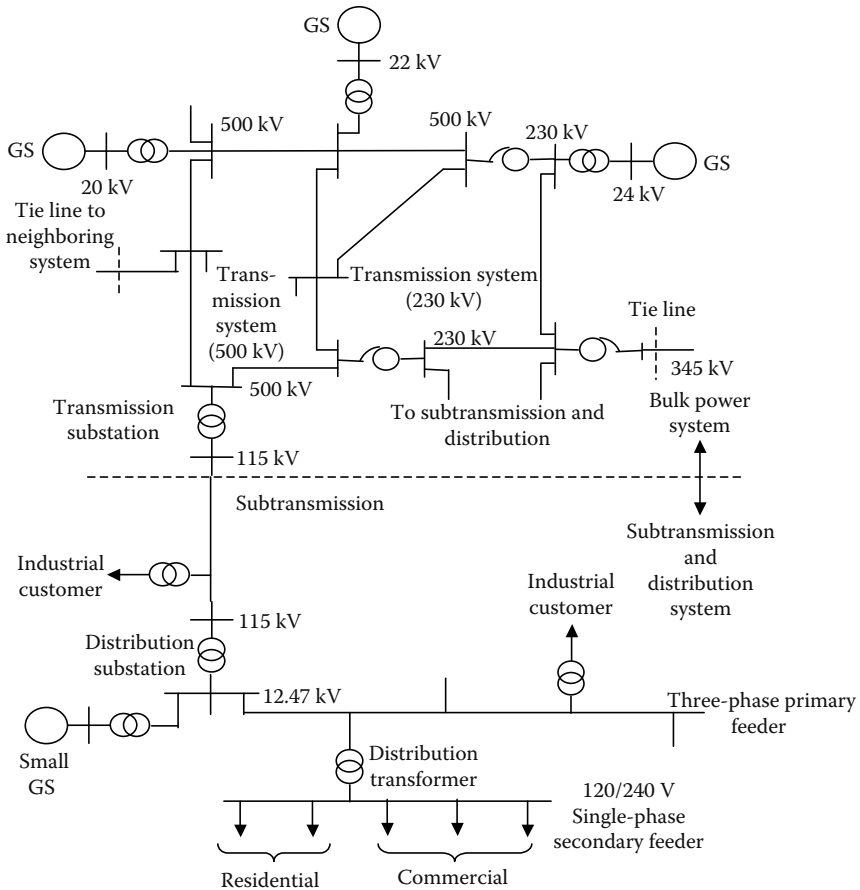 GS
22 kV
500 kV
500 kV
230 kV
GS
GS
20 kV
24 kV
Tie line to
neighboring
system
Trans-
mission
system
(500 kV)
Transmission system
(230 kV)
Tie line
230 kV
345 kV
500 kV
Transmission
substation
To subtransmission and
distribution
Bulk power
system
115 kV
Subtransmission
Subtransmission
and
distribution
system
Industrial
customer
Industrial
customer
115 kV
Distribution
substation
12.47 kV
Three-phase primary
feeder
Small
GS
Distribution
transformer
120/240 V
Single-phase
secondary feeder
Residential
Commercial